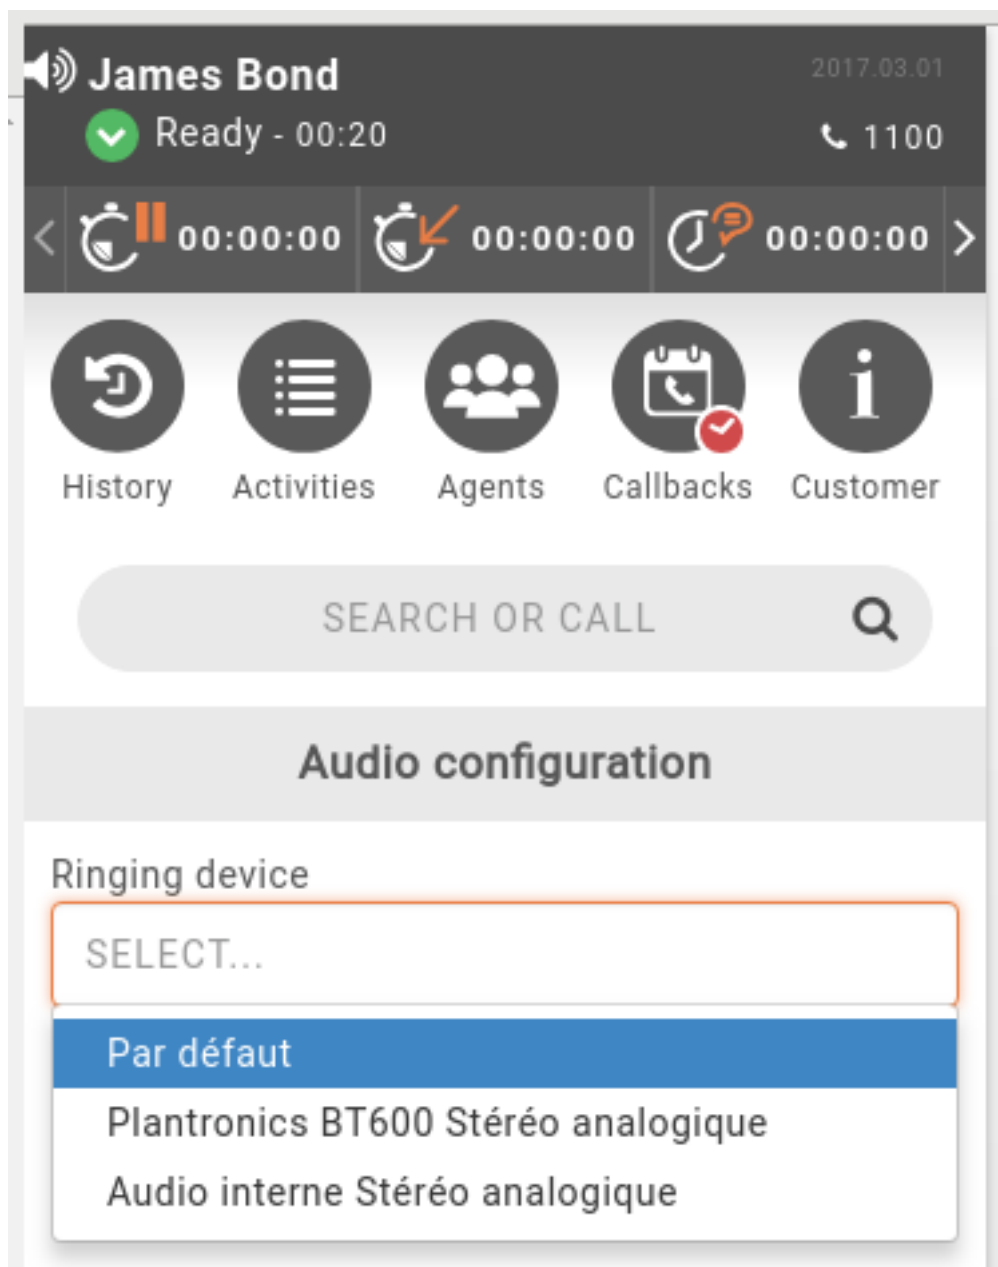 James Bond
2017.03.01
Ready - 00:20
1100
00:00:00
00:00:00
00:00:00
History
Activities
Agents
Callbacks
Customer
SEARCH OR CALL
Audio configuration
Ringing device
SELECT...
Par défaut
Plantronics BT600 Stéréo analogique
Audio interne Stéréo analogique